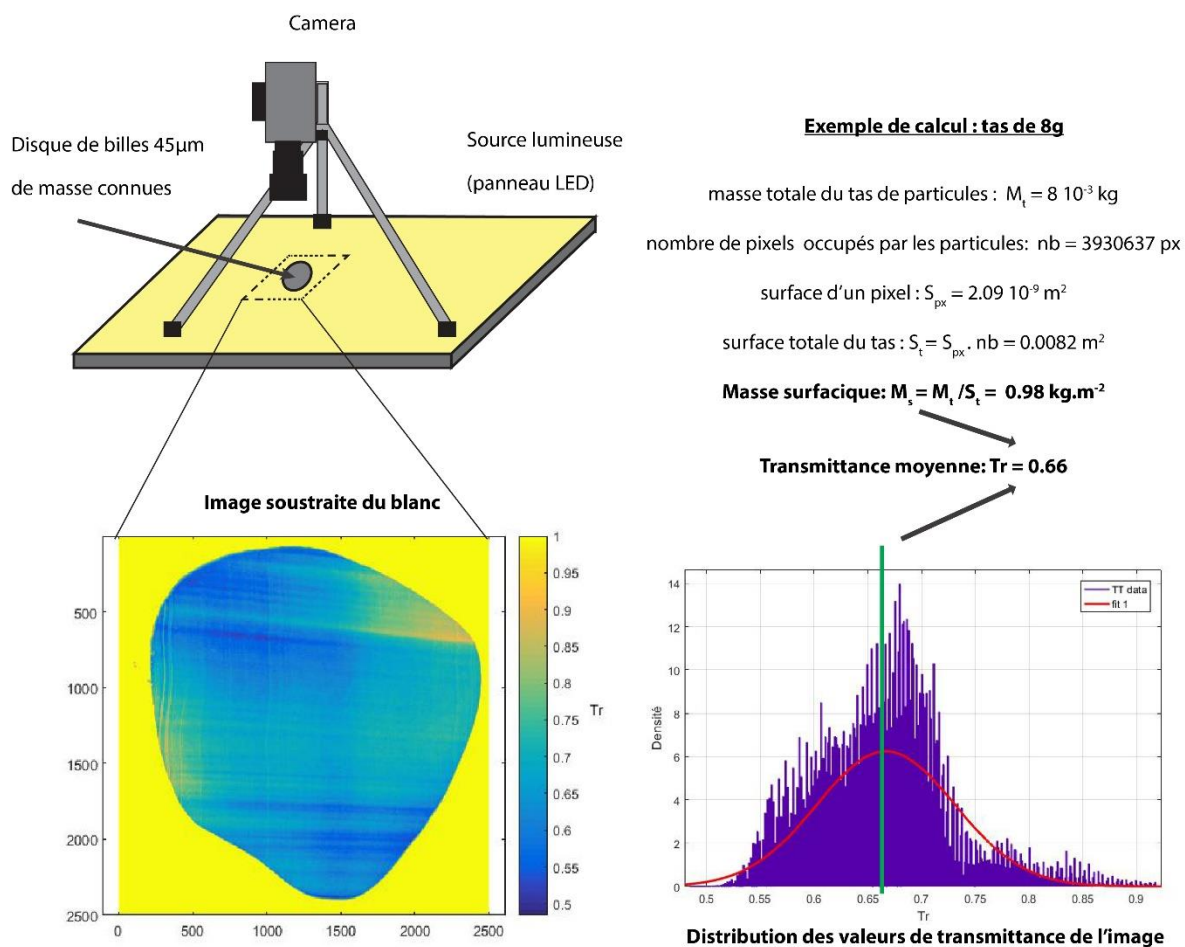 Camera
Disque de billes 45µm
de masse connues
Source lumineuse
(panneau LED)
Exemple de calcul : tas de 8g
masse totale du tas de particules : Mt = 8 10-3 kg
nombre de pixels occupés par les particules: nb = 3930637 px
surface d'un pixel : Spx = 2.09 10-9 m2
surface totale du tas : St = Spx . nb = 0.0082 m2
Masse surfacique: Ms = Mt /St = 0.98 kg.m-2
Transmittance moyenne: Tr = 0.66
Image soustraite du blanc
500
1000
1500
2000
2500
0
500
1000
1500
2000
2500
1
0.95
0.9
0.85
0.8
0.75
0.7
0.65
0.6
0.55
0.5
Tr
TT data
fit 1
Densité
14
12
10
8
6
4
2
0
0.5
0.55
0.6
0.65
0.7
0.75
0.8
0.85
0.9
Tr
Distribution des valeurs de transmittance de l'image